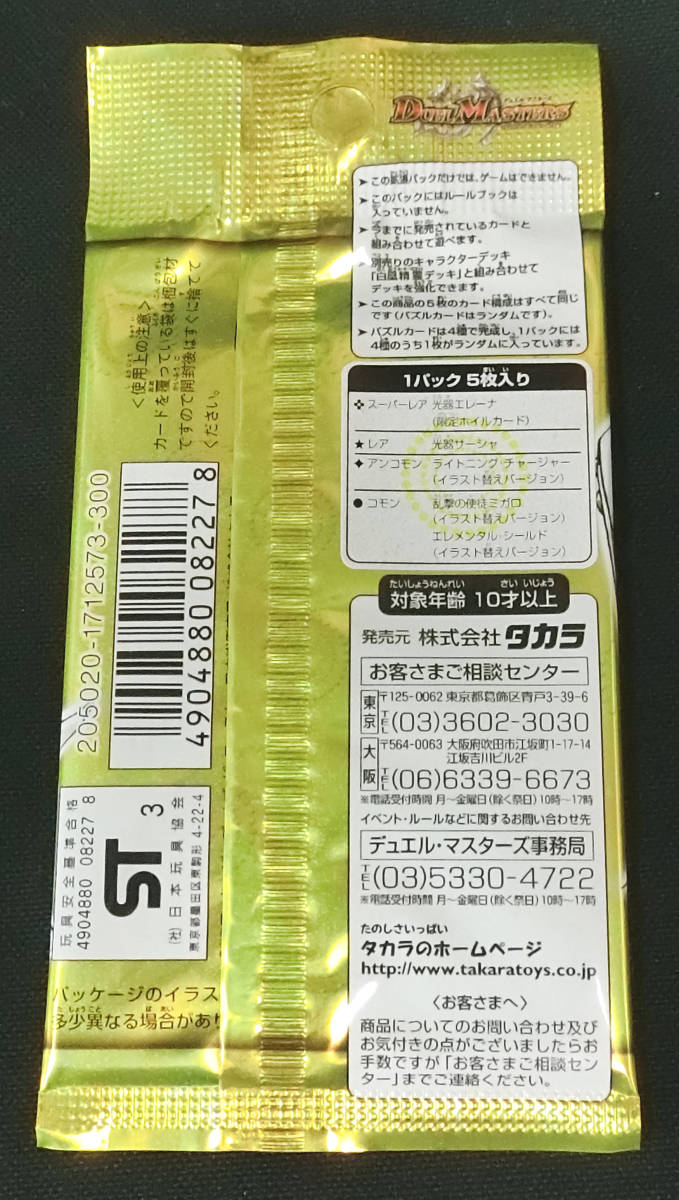 DUEL MASTERS
➤この拡張パックだけでは、ゲームはできません。
➤このパックにはルールブックは
入っていません。
➤今までに発売されているカードと
組み合わせて遊べます。
➤別売りのキャラクターデッキ
「白凰精霊デッキ」と組み合わせて
デッキを強化できます。
➤この商品の5枚のカード構成はすべて同じ
です(パズルカードはランダムです)。
➤パズルカードは4種で完成し、1パックには
4種のうち1枚がランダムに入っています。
1パック 5枚入り
スーパーレア 光器エレーナ
(限定ホイルカード)
★レア 光器サーシャ
✦アンコモン ライトニング・チャージャー
(イラスト替えバージョン)
●コモン 乱撃の使徒ミガロ
(イラスト替えバージョン)
エレメンタル・シールド
(イラスト替えバージョン)
たいしょうねんれい さい いじょう
対象年齢 10才以上
発売元 株式会社 タカラ
お客さまご相談センター
東京
〒125-0062 東京都葛飾区青戸3-39-6
TEL(03)3602-3030
大阪
〒564-0063 大阪府吹田市江坂町1-17-14
江坂吉川ビル2F
TEL(06)6339-6673
※電話受付時間 月〜金曜日(除く祭日)10時〜17時
イベント・ルールなどに関するお問い合わせ先
デュエル・マスターズ事務局
TEL(03)5330-4722
※電話受付時間 月〜金曜日(除く祭日)10時〜17時
たのしさいっぱい
タカラのホームページ
http://www.takaratoys.co.jp
〈お客さまへ〉
商品についてのお問い合わせ及び
お気付きの点がございましたらお
手数ですが「お客さまご相談セン
ター」までご連絡ください。
<使用上の注意>
カードを覆っている袋は梱包材
ですので開封後はすぐに捨てて
ください。
205020-1712573-300
4904880 082278
玩具安全基準合格
4904880 08227 8
ST 3
(社)日本玩具協会
東京都墨田区東駒形 4-22-4
パッケージのイラス
多少異なる場合があり